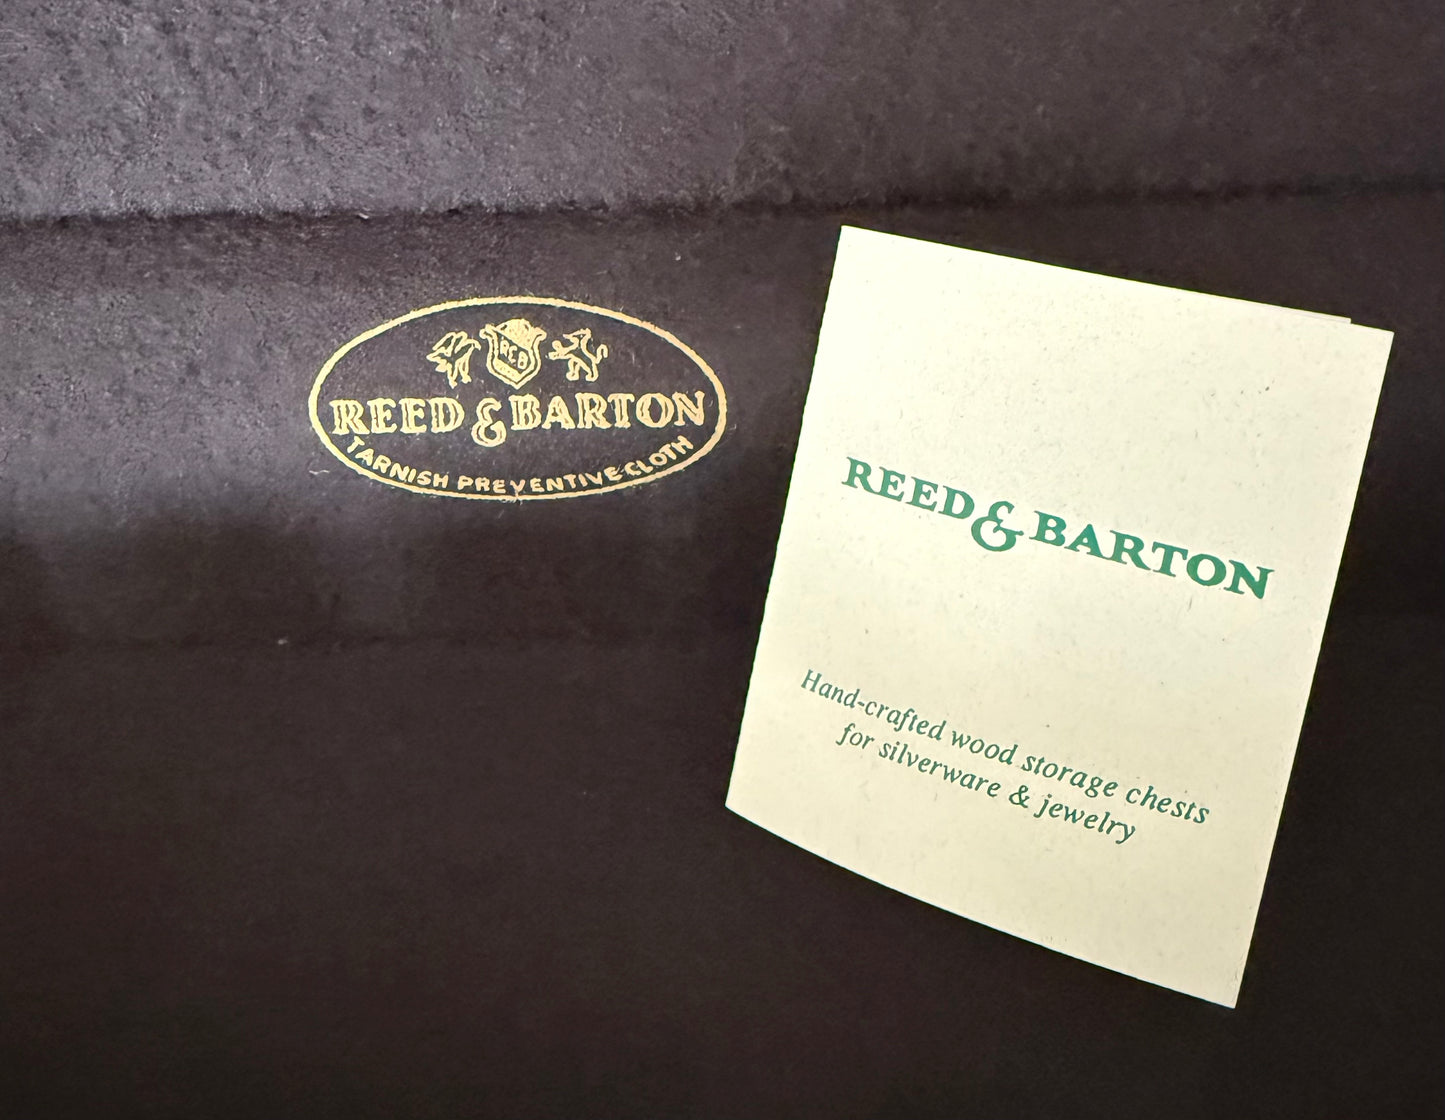 R&B
REED & BARTON
TARNISH PREVENTIVE CLOTH
REED & BARTON
Hand-crafted wood storage chests
for silverware & jewelry